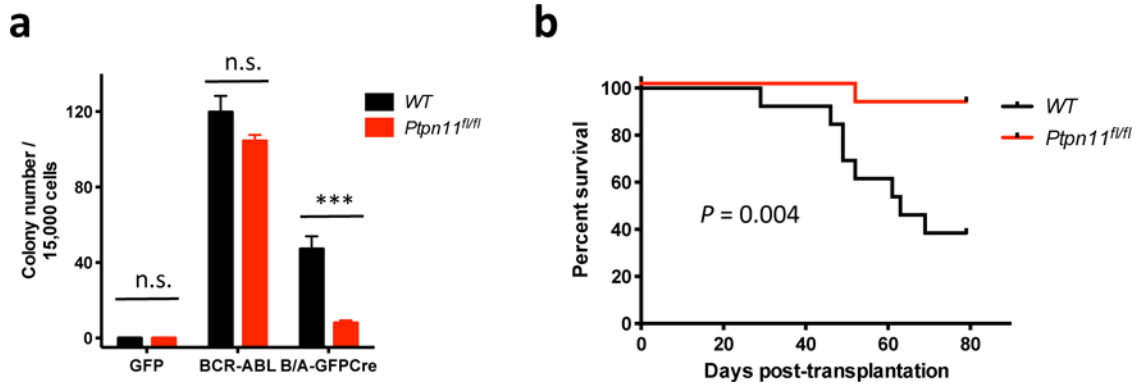 a
n.s.
n.s.
***
WT
Ptpn11fl/fl
Colony number /
15,000 cells
120
80
40
0
GFP
BCR-ABL
B/A-GFPCre
b
WT
Ptpn11fl/fl
P = 0.004
Percent survival
100
80
60
40
20
0
0
20
40
60
80
Days post-transplantation